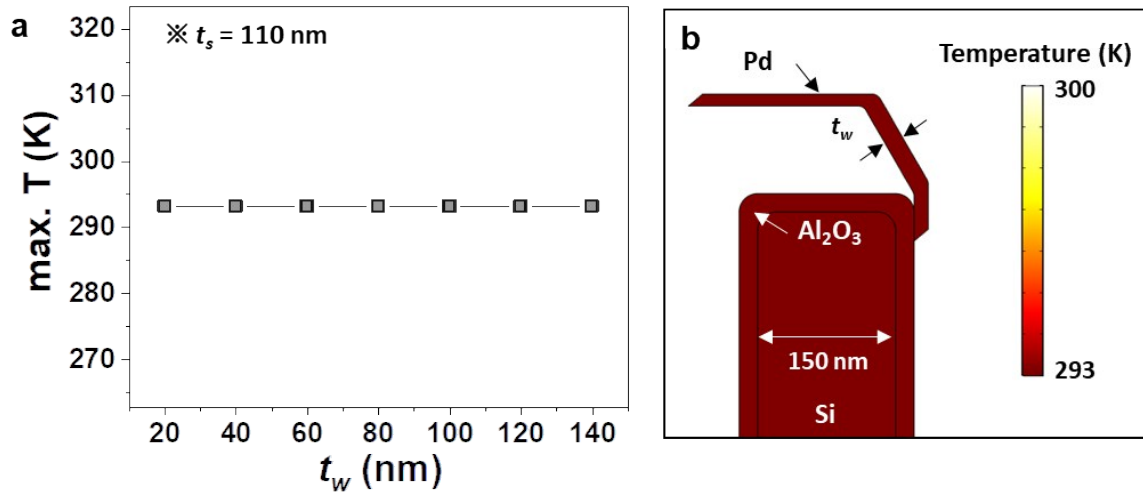 a
※ tₛ = 110 nm
max. T (K)
320
310
300
290
280
270
20 40 60 80 100 120 140
t_w (nm)
b
Temperature (K)
Pd
300
t_w
Al₂O₃
150 nm
293
Si